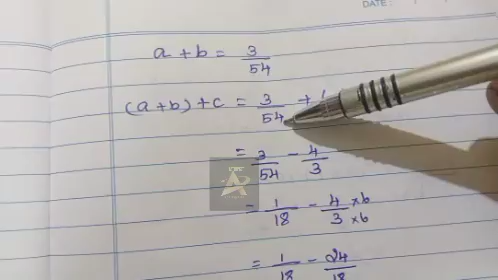 DATE:
a + b = 3/54
(a + b) + c = 3/54 +
= 3/54 - 4/3
= 1/18 - 4/3 ×6/×6
= 1/18 - 24/18